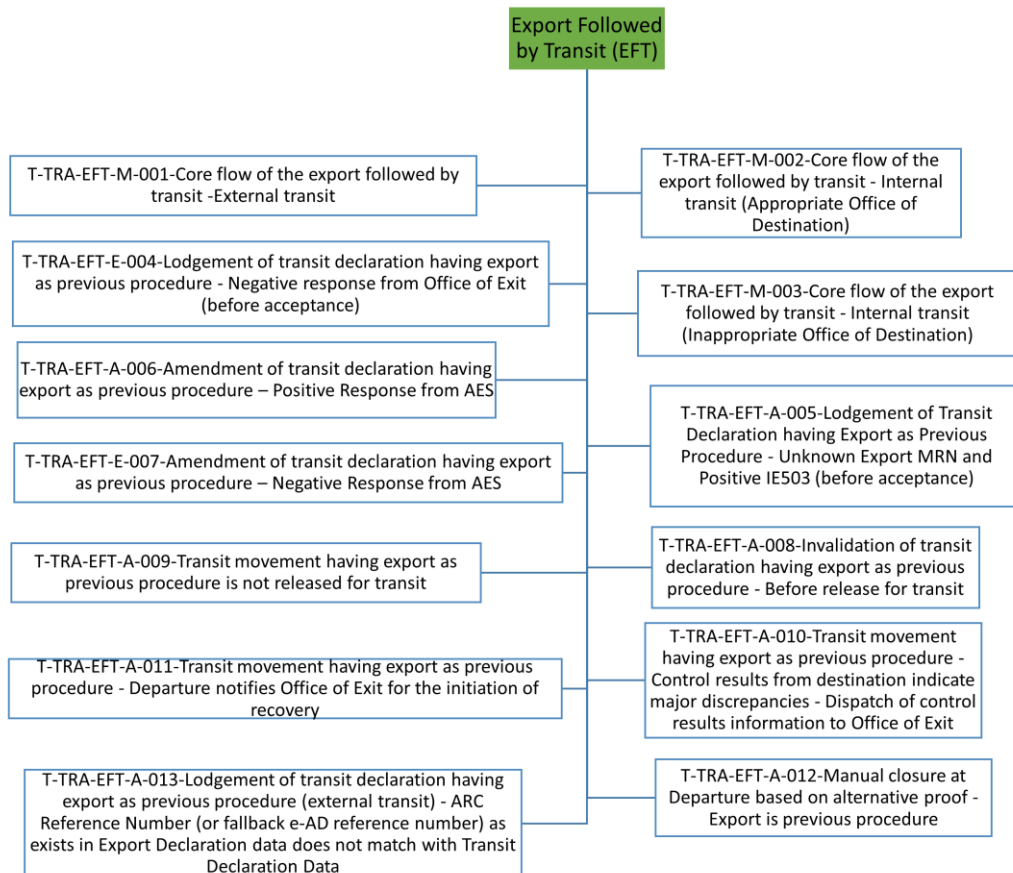 Export Followed
by Transit (EFT)
T-TRA-EFT-M-001-Core flow of the export followed by
transit -External transit
T-TRA-EFT-M-002-Core flow of the
export followed by transit - Internal
transit (Appropriate Office of
Destination)
T-TRA-EFT-E-004-Lodgement of transit declaration having export
as previous procedure - Negative response from Office of Exit
(before acceptance)
T-TRA-EFT-M-003-Core flow of the export
followed by transit - Internal transit
(Inappropriate Office of Destination)
T-TRA-EFT-A-006-Amendment of transit declaration having
export as previous procedure – Positive Response from AES
T-TRA-EFT-A-005-Lodgement of Transit
Declaration having Export as Previous
Procedure - Unknown Export MRN and
Positive IE503 (before acceptance)
T-TRA-EFT-E-007-Amendment of transit declaration having export
as previous procedure – Negative Response from AES
T-TRA-EFT-A-009-Transit movement having export as
previous procedure is not released for transit
T-TRA-EFT-A-008-Invalidation of transit
declaration having export as previous
procedure - Before release for transit
T-TRA-EFT-A-011-Transit movement having export as previous
procedure - Departure notifies Office of Exit for the initiation of
recovery
T-TRA-EFT-A-010-Transit movement
having export as previous procedure -
Control results from destination indicate
major discrepancies - Dispatch of control
results information to Office of Exit
T-TRA-EFT-A-013-Lodgement of transit declaration having
export as previous procedure (external transit) - ARC
Reference Number (or fallback e-AD reference number) as
exists in Export Declaration data does not match with Transit
Declaration Data
T-TRA-EFT-A-012-Manual closure at
Departure based on alternative proof -
Export is previous procedure